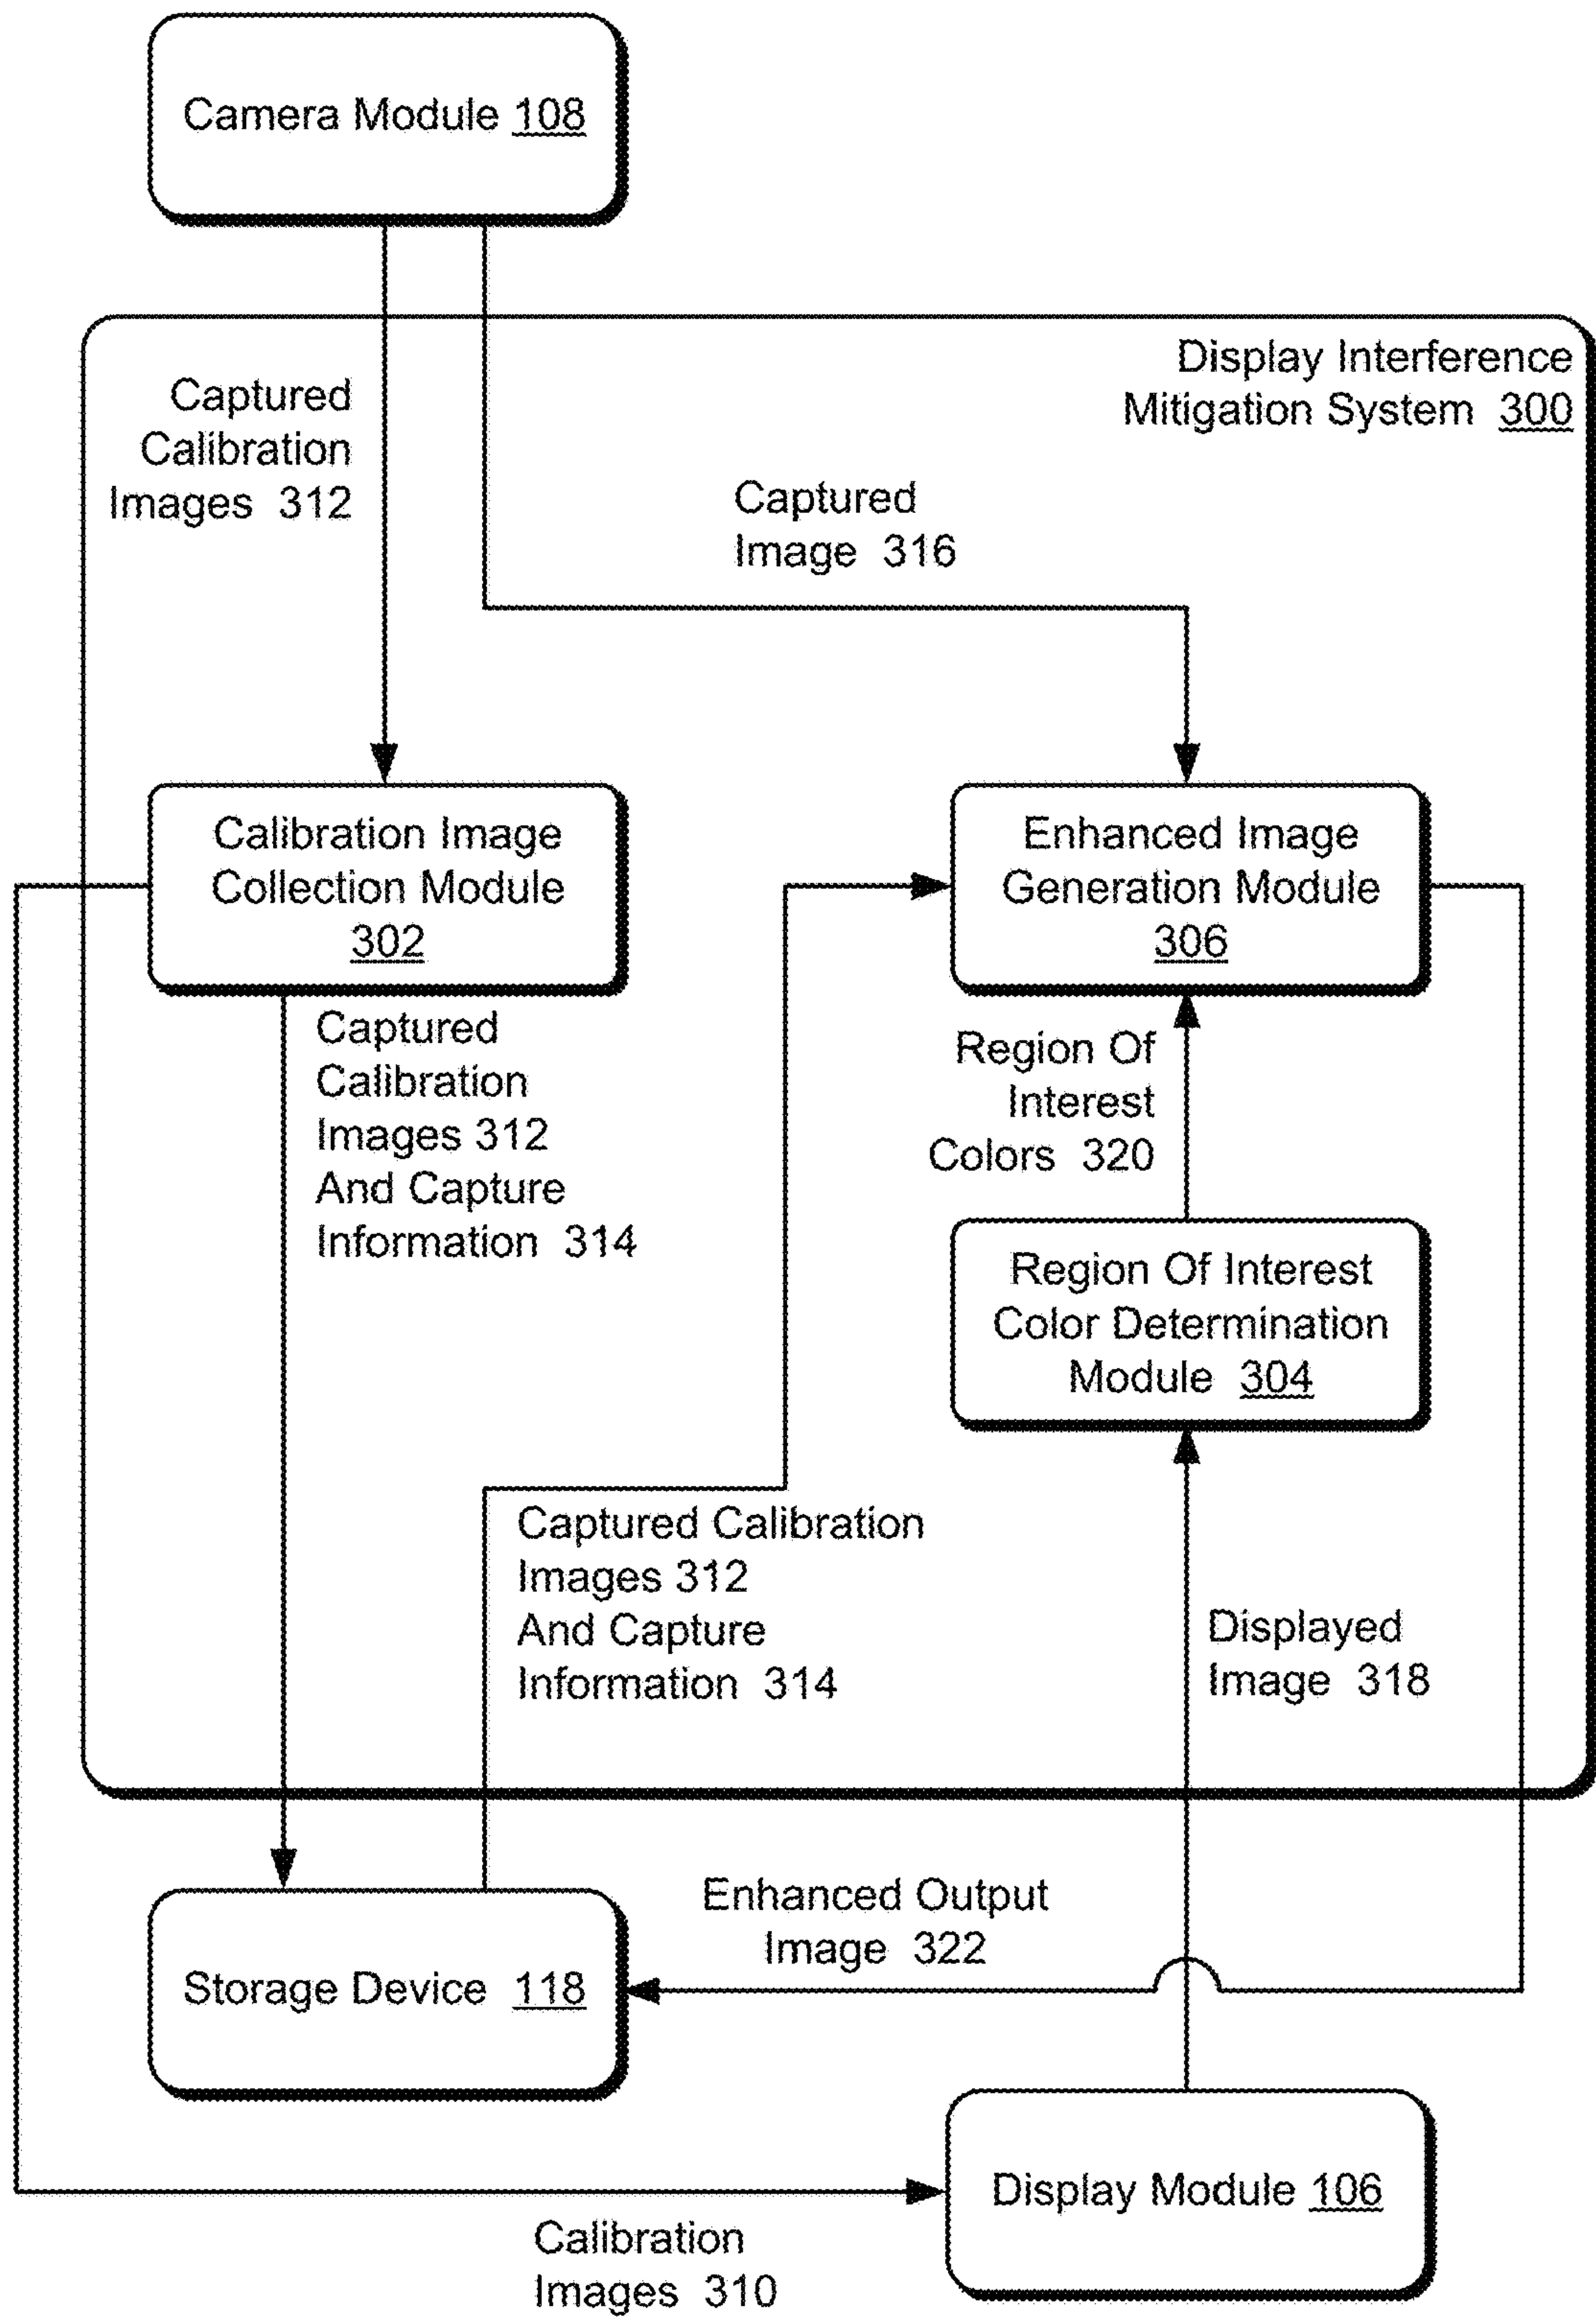 Camera Module 108
Display Interference
Mitigation System 300
Captured
Calibration
Images 312
Captured
Image 316
Calibration Image
Collection Module
302
Enhanced Image
Generation Module
306
Captured
Calibration
Images 312
And Capture
Information 314
Region Of
Interest
Colors 320
Region Of Interest
Color Determination
Module 304
Captured Calibration
Images 312
And Capture
Information 314
Displayed
Image 318
Enhanced Output
Image 322
Storage Device 118
Display Module 106
Calibration
Images 310